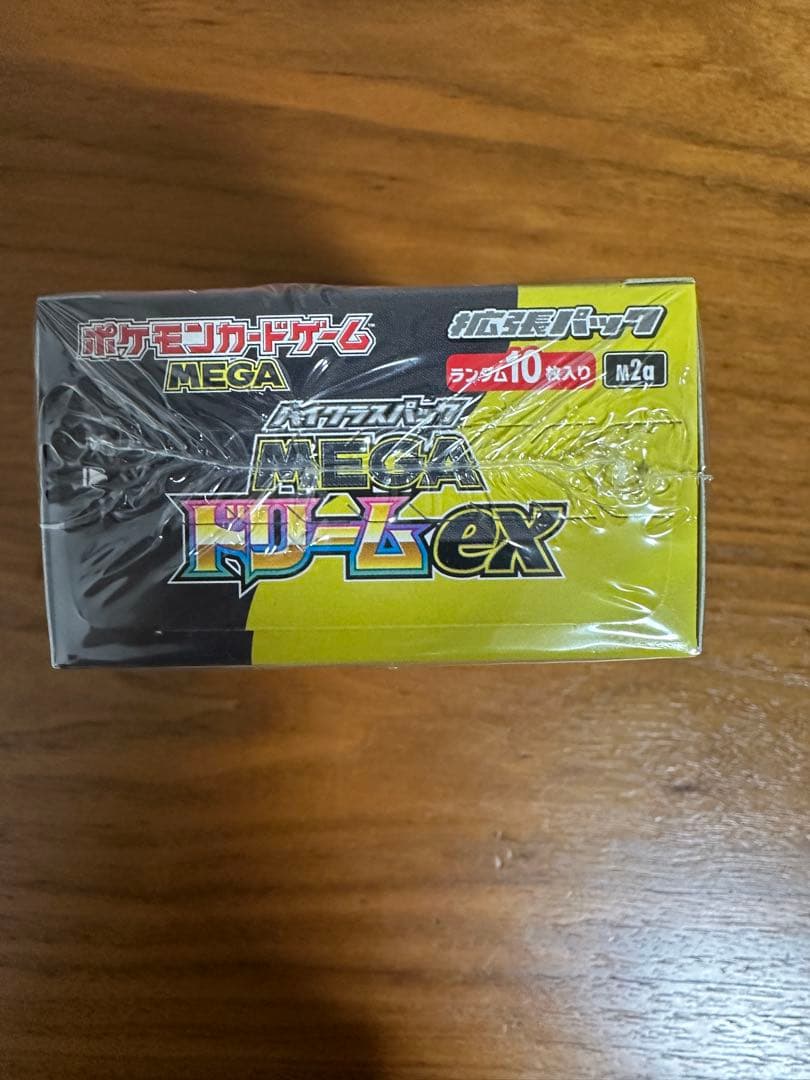 ポケモンカードゲーム™
MEGA
拡張パック
ランダム10枚入り M2a
ハイクラスパック
MEGA
ドリームex